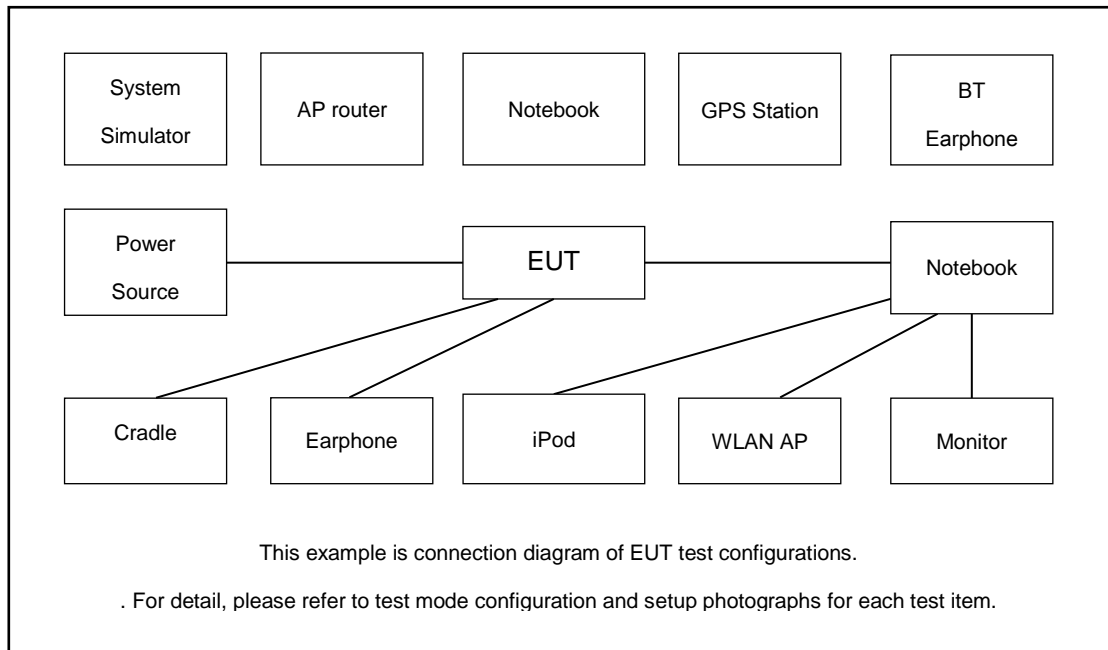 System
Simulator
AP router
Notebook
GPS Station
BT
Earphone
Power
Source
EUT
Notebook
Cradle
Earphone
iPod
WLAN AP
Monitor
This example is connection diagram of EUT test configurations.
. For detail, please refer to test mode configuration and setup photographs for each test item.